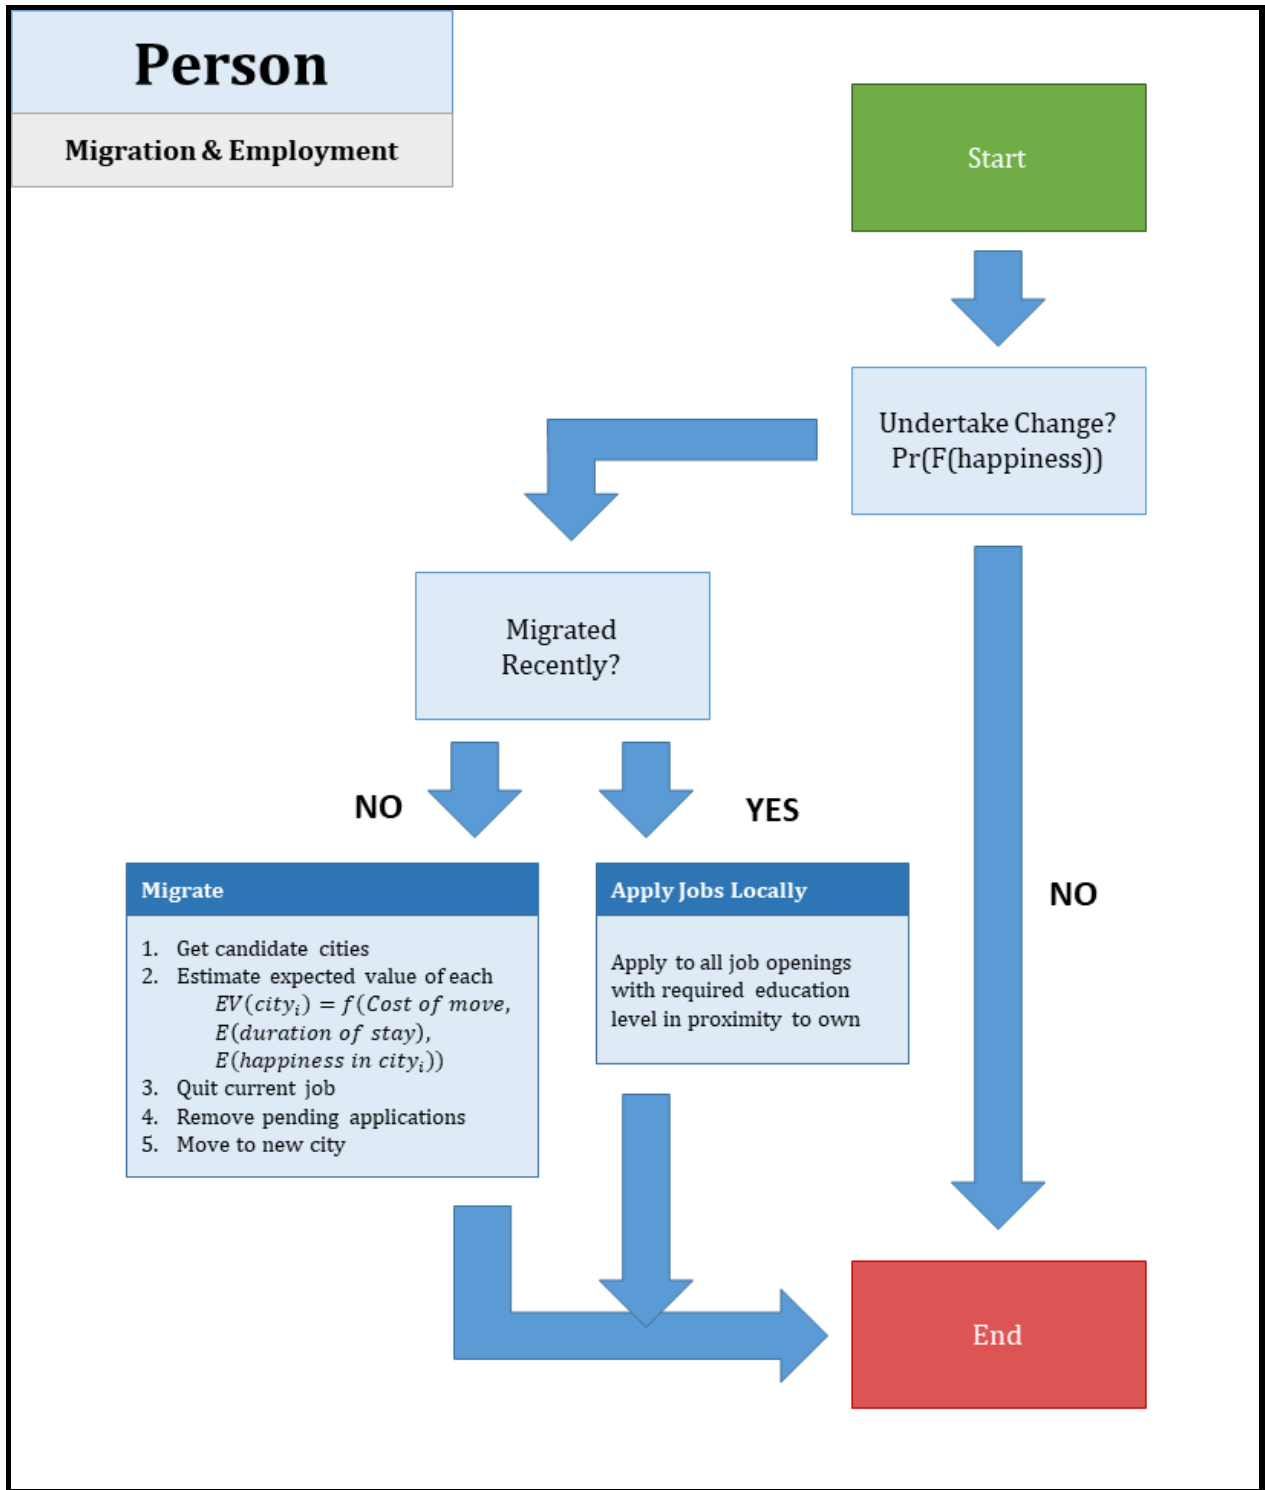 Person
Migration & Employment
Start
Undertake Change?
Pr(F(happiness))
Migrated
Recently?
NO
YES
NO
Migrate
1. Get candidate cities
2. Estimate expected value of each
EV(cityᵢ) = f(Cost of move,
E(duration of stay),
E(happiness in cityᵢ))
3. Quit current job
4. Remove pending applications
5. Move to new city
Apply Jobs Locally
Apply to all job openings
with required education
level in proximity to own
End